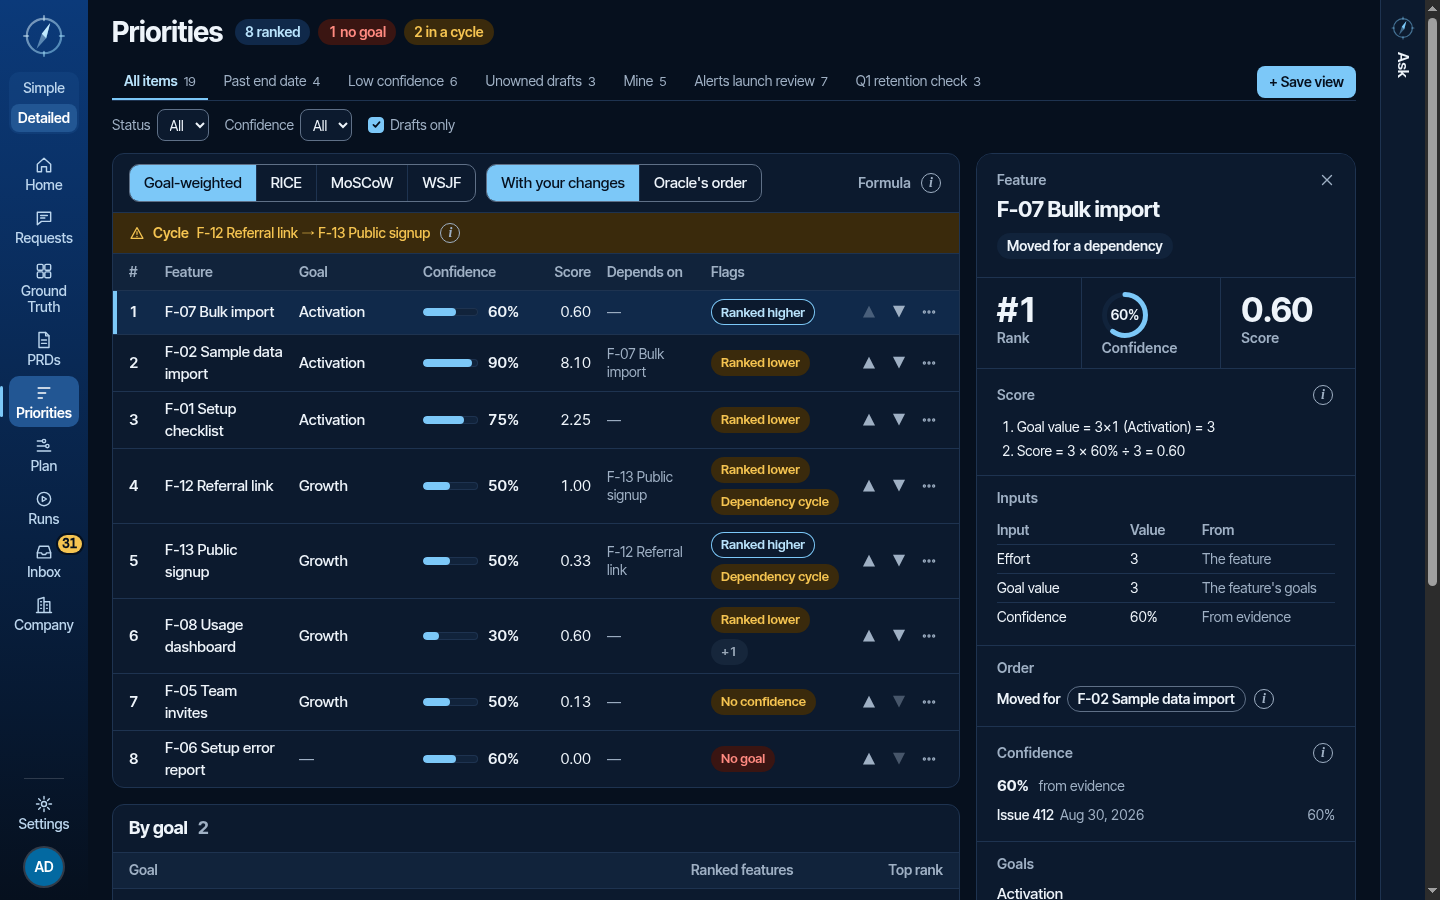 Simple
Detailed
Home
Requests
Ground
Truth
PRDs
Priorities
Plan
Runs
31
Inbox
Company
Settings
AD
Priorities 8 ranked 1 no goal 2 in a cycle
All items 19 Past end date 4 Low confidence 6 Unowned drafts 3 Mine 5 Alerts launch review 7 Q1 retention check 3 + Save view
Status All Confidence All Drafts only
Goal-weighted RICE MoSCoW WSJF With your changes Oracle's order Formula i
Cycle F-12 Referral link → F-13 Public signup i
# Feature Goal Confidence Score Depends on Flags
1 F-07 Bulk import Activation 60% 0.60 — Ranked higher ▲ ▼ •••
2 F-02 Sample data import Activation 90% 8.10 F-07 Bulk import Ranked lower ▲ ▼ •••
3 F-01 Setup checklist Activation 75% 2.25 — Ranked lower ▲ ▼ •••
4 F-12 Referral link Growth 50% 1.00 F-13 Public signup Ranked lower Dependency cycle ▲ ▼ •••
5 F-13 Public signup Growth 50% 0.33 F-12 Referral link Ranked higher Dependency cycle ▲ ▼ •••
6 F-08 Usage dashboard Growth 30% 0.60 — Ranked lower +1 ▲ ▼ •••
7 F-05 Team invites Growth 50% 0.13 — No confidence ▲ ▼ •••
8 F-06 Setup error report — 60% 0.00 No goal ▲ ▼ •••
By goal 2
Goal Ranked features Top rank
Feature
F-07 Bulk import
Moved for a dependency
#1
Rank
60%
Confidence
0.60
Score
Score i
1. Goal value = 3×1 (Activation) = 3
2. Score = 3 × 60% ÷ 3 = 0.60
Inputs
Input Value From
Effort 3 The feature
Goal value 3 The feature's goals
Confidence 60% From evidence
Order
Moved for F-02 Sample data import i
Confidence i
60% from evidence
Issue 412 Aug 30, 2026 60%
Goals
Activation
Ask